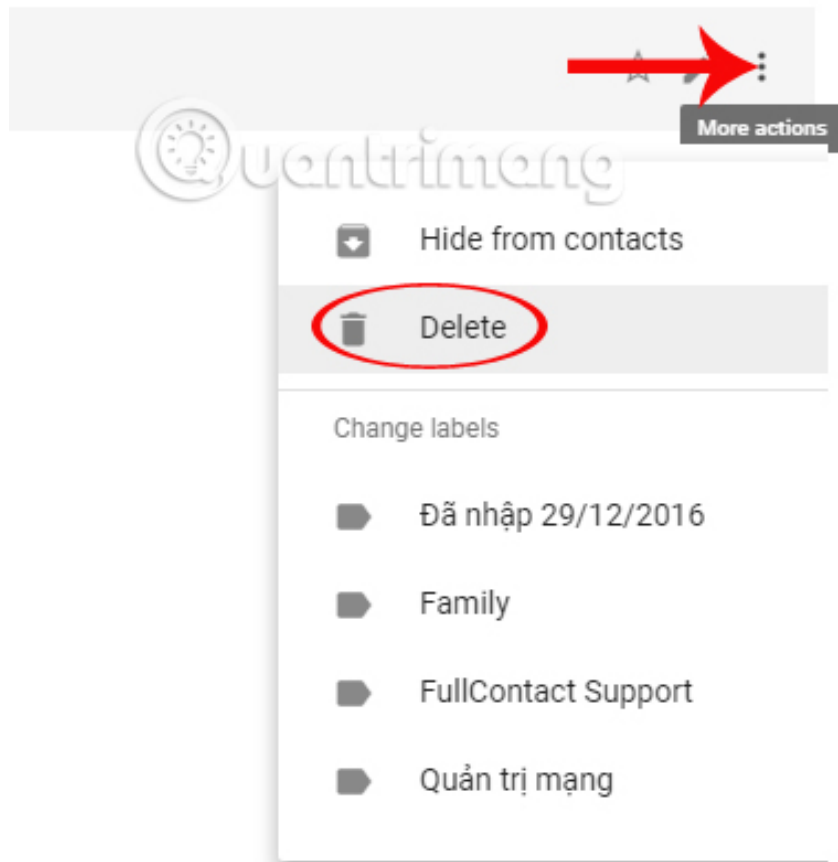 More actions
Quantrimang
Hide from contacts
Delete
Change labels
Đã nhập 29/12/2016
Family
FullContact Support
Quản trị mạng